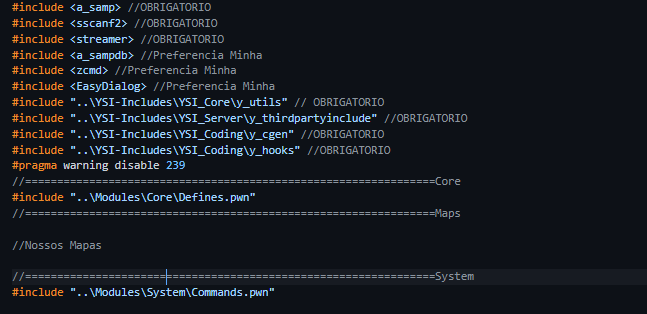 #include <a_samp> //OBRIGATORIO
#include <sscanf2> //OBRIGATORIO
#include <streamer> //OBRIGATORIO
#include <a_sampdb> //Preferencia Minha
#include <zcmd> //Preferencia Minha
#include <EasyDialog> //Preferencia Minha
#include "..\YSI-Includes\YSI_Core\y_utils" // OBRIGATORIO
#include "..\YSI-Includes\YSI_Server\y_thirdpartyinclude" //OBRIGATORIO
#include "..\YSI-Includes\YSI_Coding\y_cgen" //OBRIGATORIO
#include "..\YSI-Includes\YSI_Coding\y_hooks" //OBRIGATORIO
#pragma warning disable 239
//================================================================Core
#include "..\Modules\Core\Defines.pwn"
//================================================================Maps
//Nossos Mapas
//================================================================System
#include "..\Modules\System\Commands.pwn"